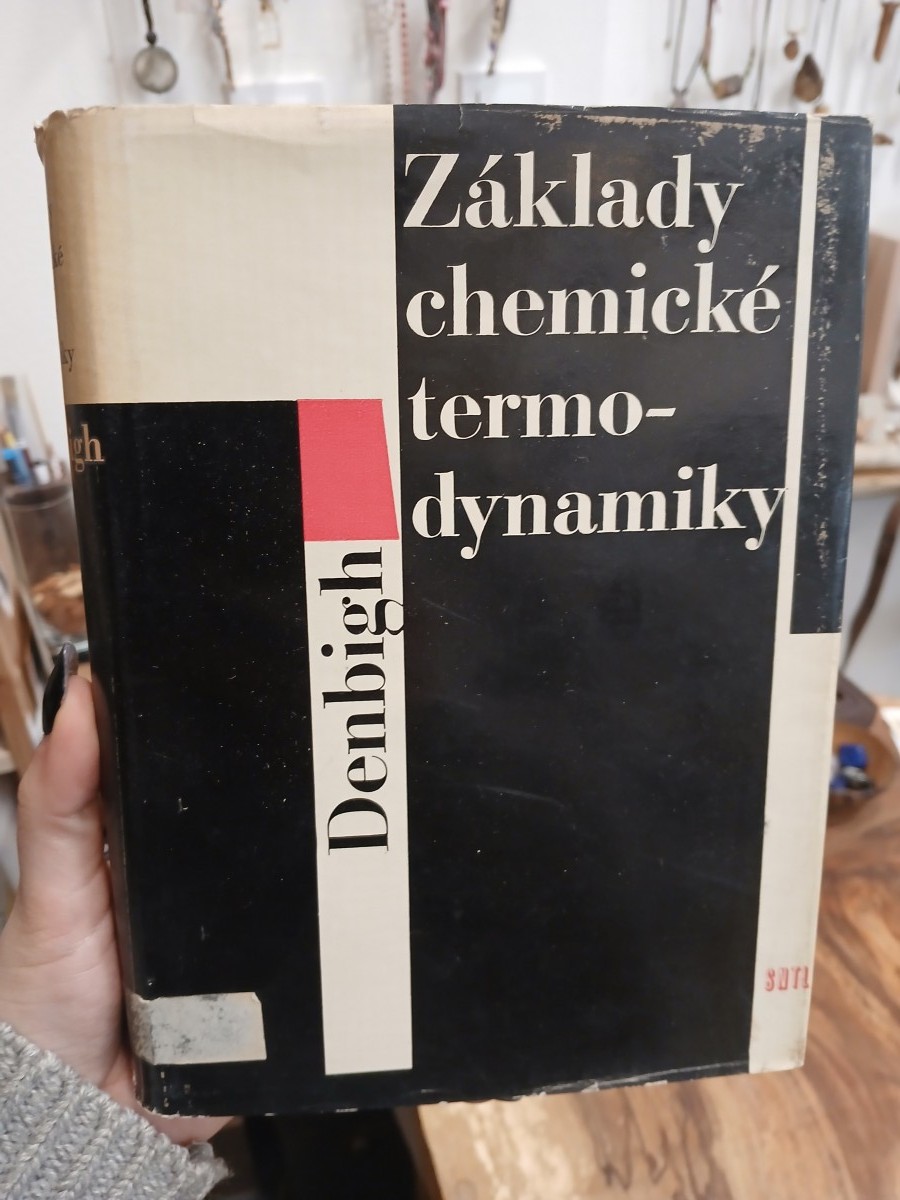 Základy
chemické
termo-
dynamiky
Denbigh
SNTL